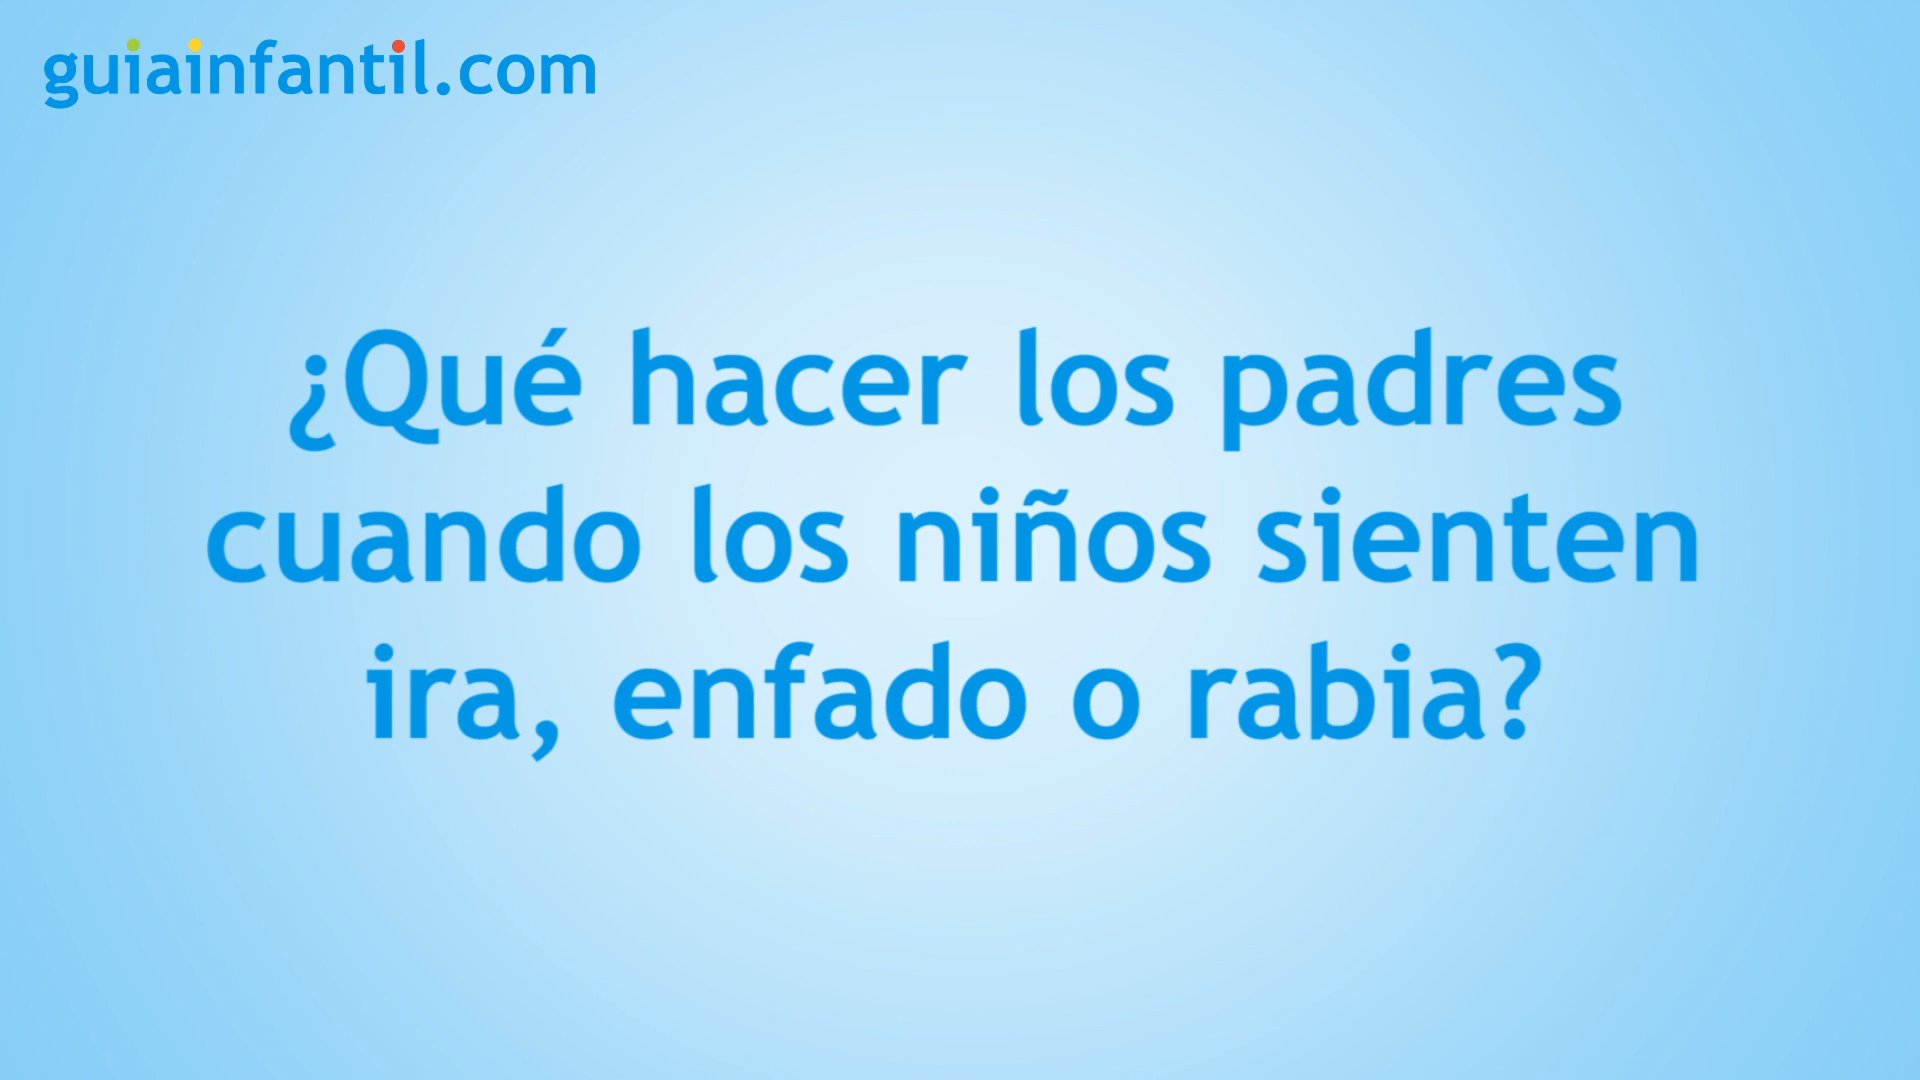 guiainfantil.com
¿Qué hacer los padres
cuando los niños sienten
ira, enfado o rabia?